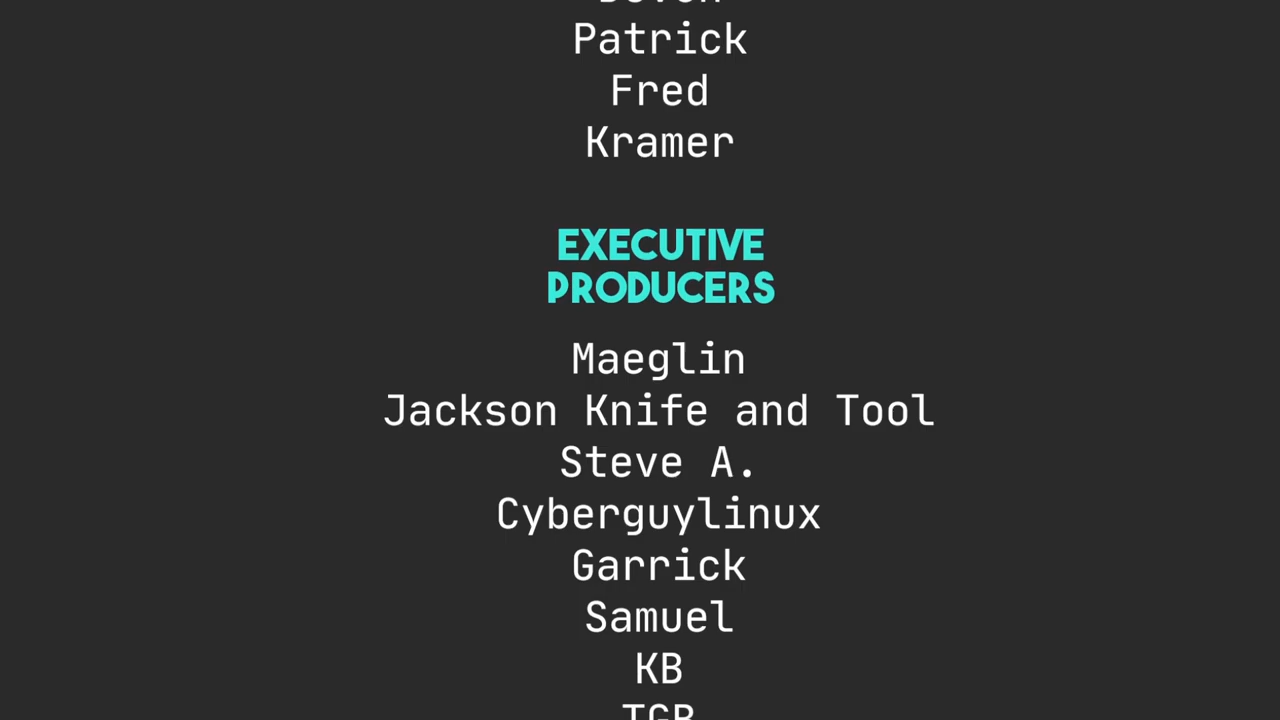 Patrick
Fred
Kramer
EXECUTIVE
PRODUCERS
Maeglin
Jackson Knife and Tool
Steve A.
Cyberguylinux
Garrick
Samuel
KB